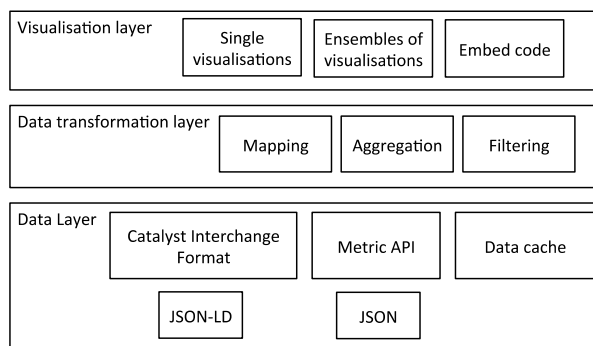 Visualisation layer
Single
visualisations
Ensembles of
visualisations
Embed code
Data transformation layer
Mapping
Aggregation
Filtering
Data Layer
Catalyst Interchange
Format
Metric API
Data cache
JSON-LD
JSON